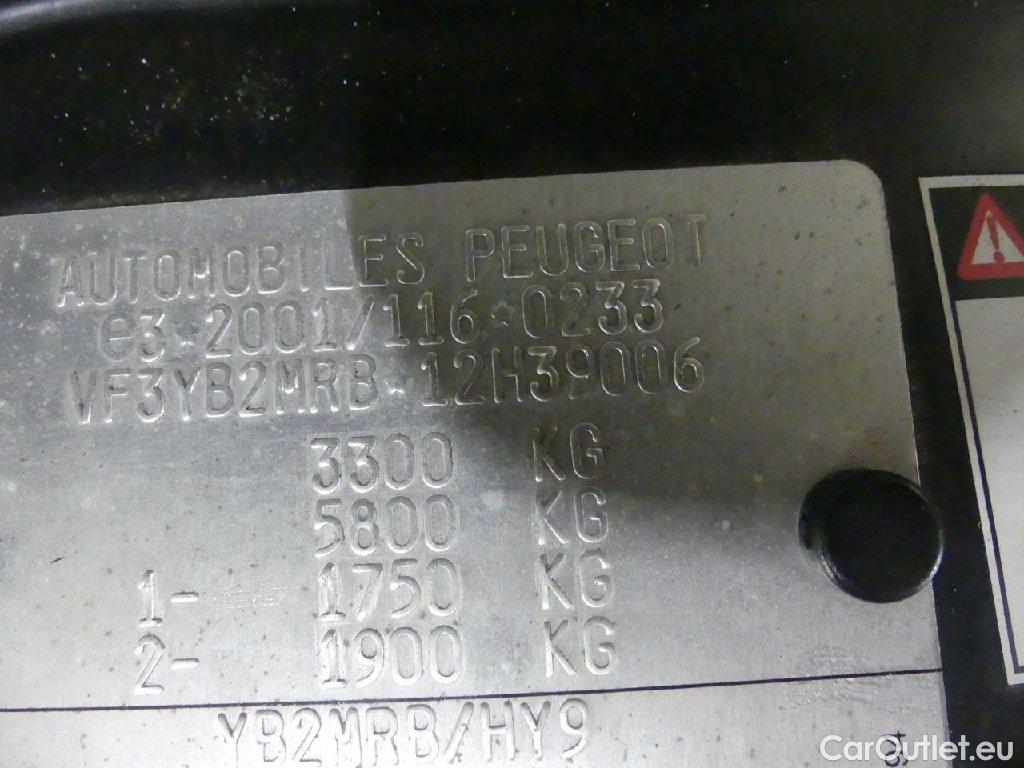 AUTOMOBILES PEUGEOT
e3*2001/116*0233
VF3YB2MRB*12H39006
3300 KG
5800 KG
1- 1750 KG
2- 1900 KG
YB2MRB/HY9
CarOutlet.eu